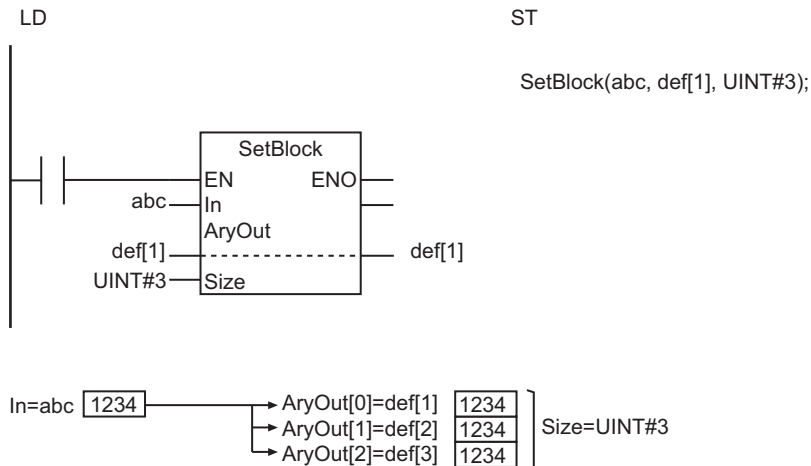 LD
ST
SetBlock(abc, def[1], UINT#3);
SetBlock
EN ENO
abc In
AryOut
def[1] def[1]
UINT#3 Size
In=abc 1234 AryOut[0]=def[1] 1234
AryOut[1]=def[2] 1234 Size=UINT#3
AryOut[2]=def[3] 1234